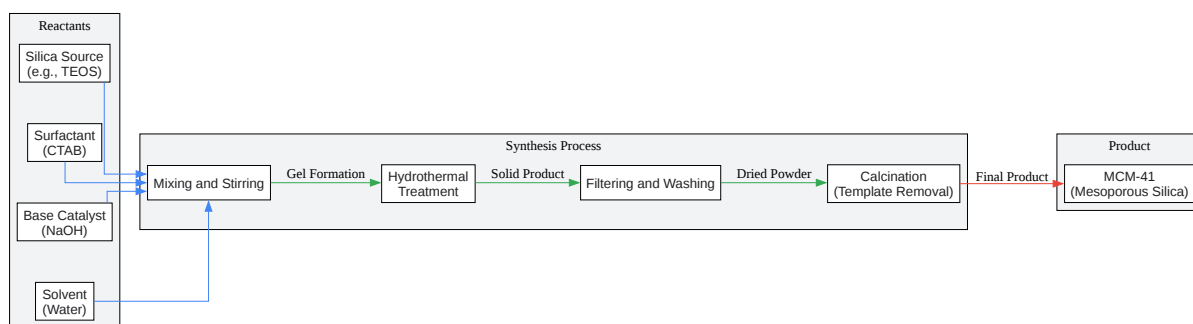 Reactants
Silica Source
(e.g., TEOS)
Surfactant
(CTAB)
Base Catalyst
(NaOH)
Solvent
(Water)
Synthesis Process
Mixing and Stirring
Gel Formation
Hydrothermal
Treatment
Solid Product
Filtering and Washing
Dried Powder
Calcination
(Template Removal)
Final Product
Product
MCM-41
(Mesoporous Silica)